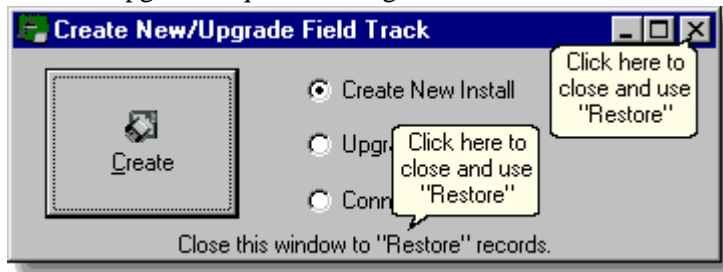 Create New/Upgrade Field Track
Click here to
close and use
"Restore"
Create New Install
Create
Click here to
close and use
"Restore"
Close this window to "Restore" records.